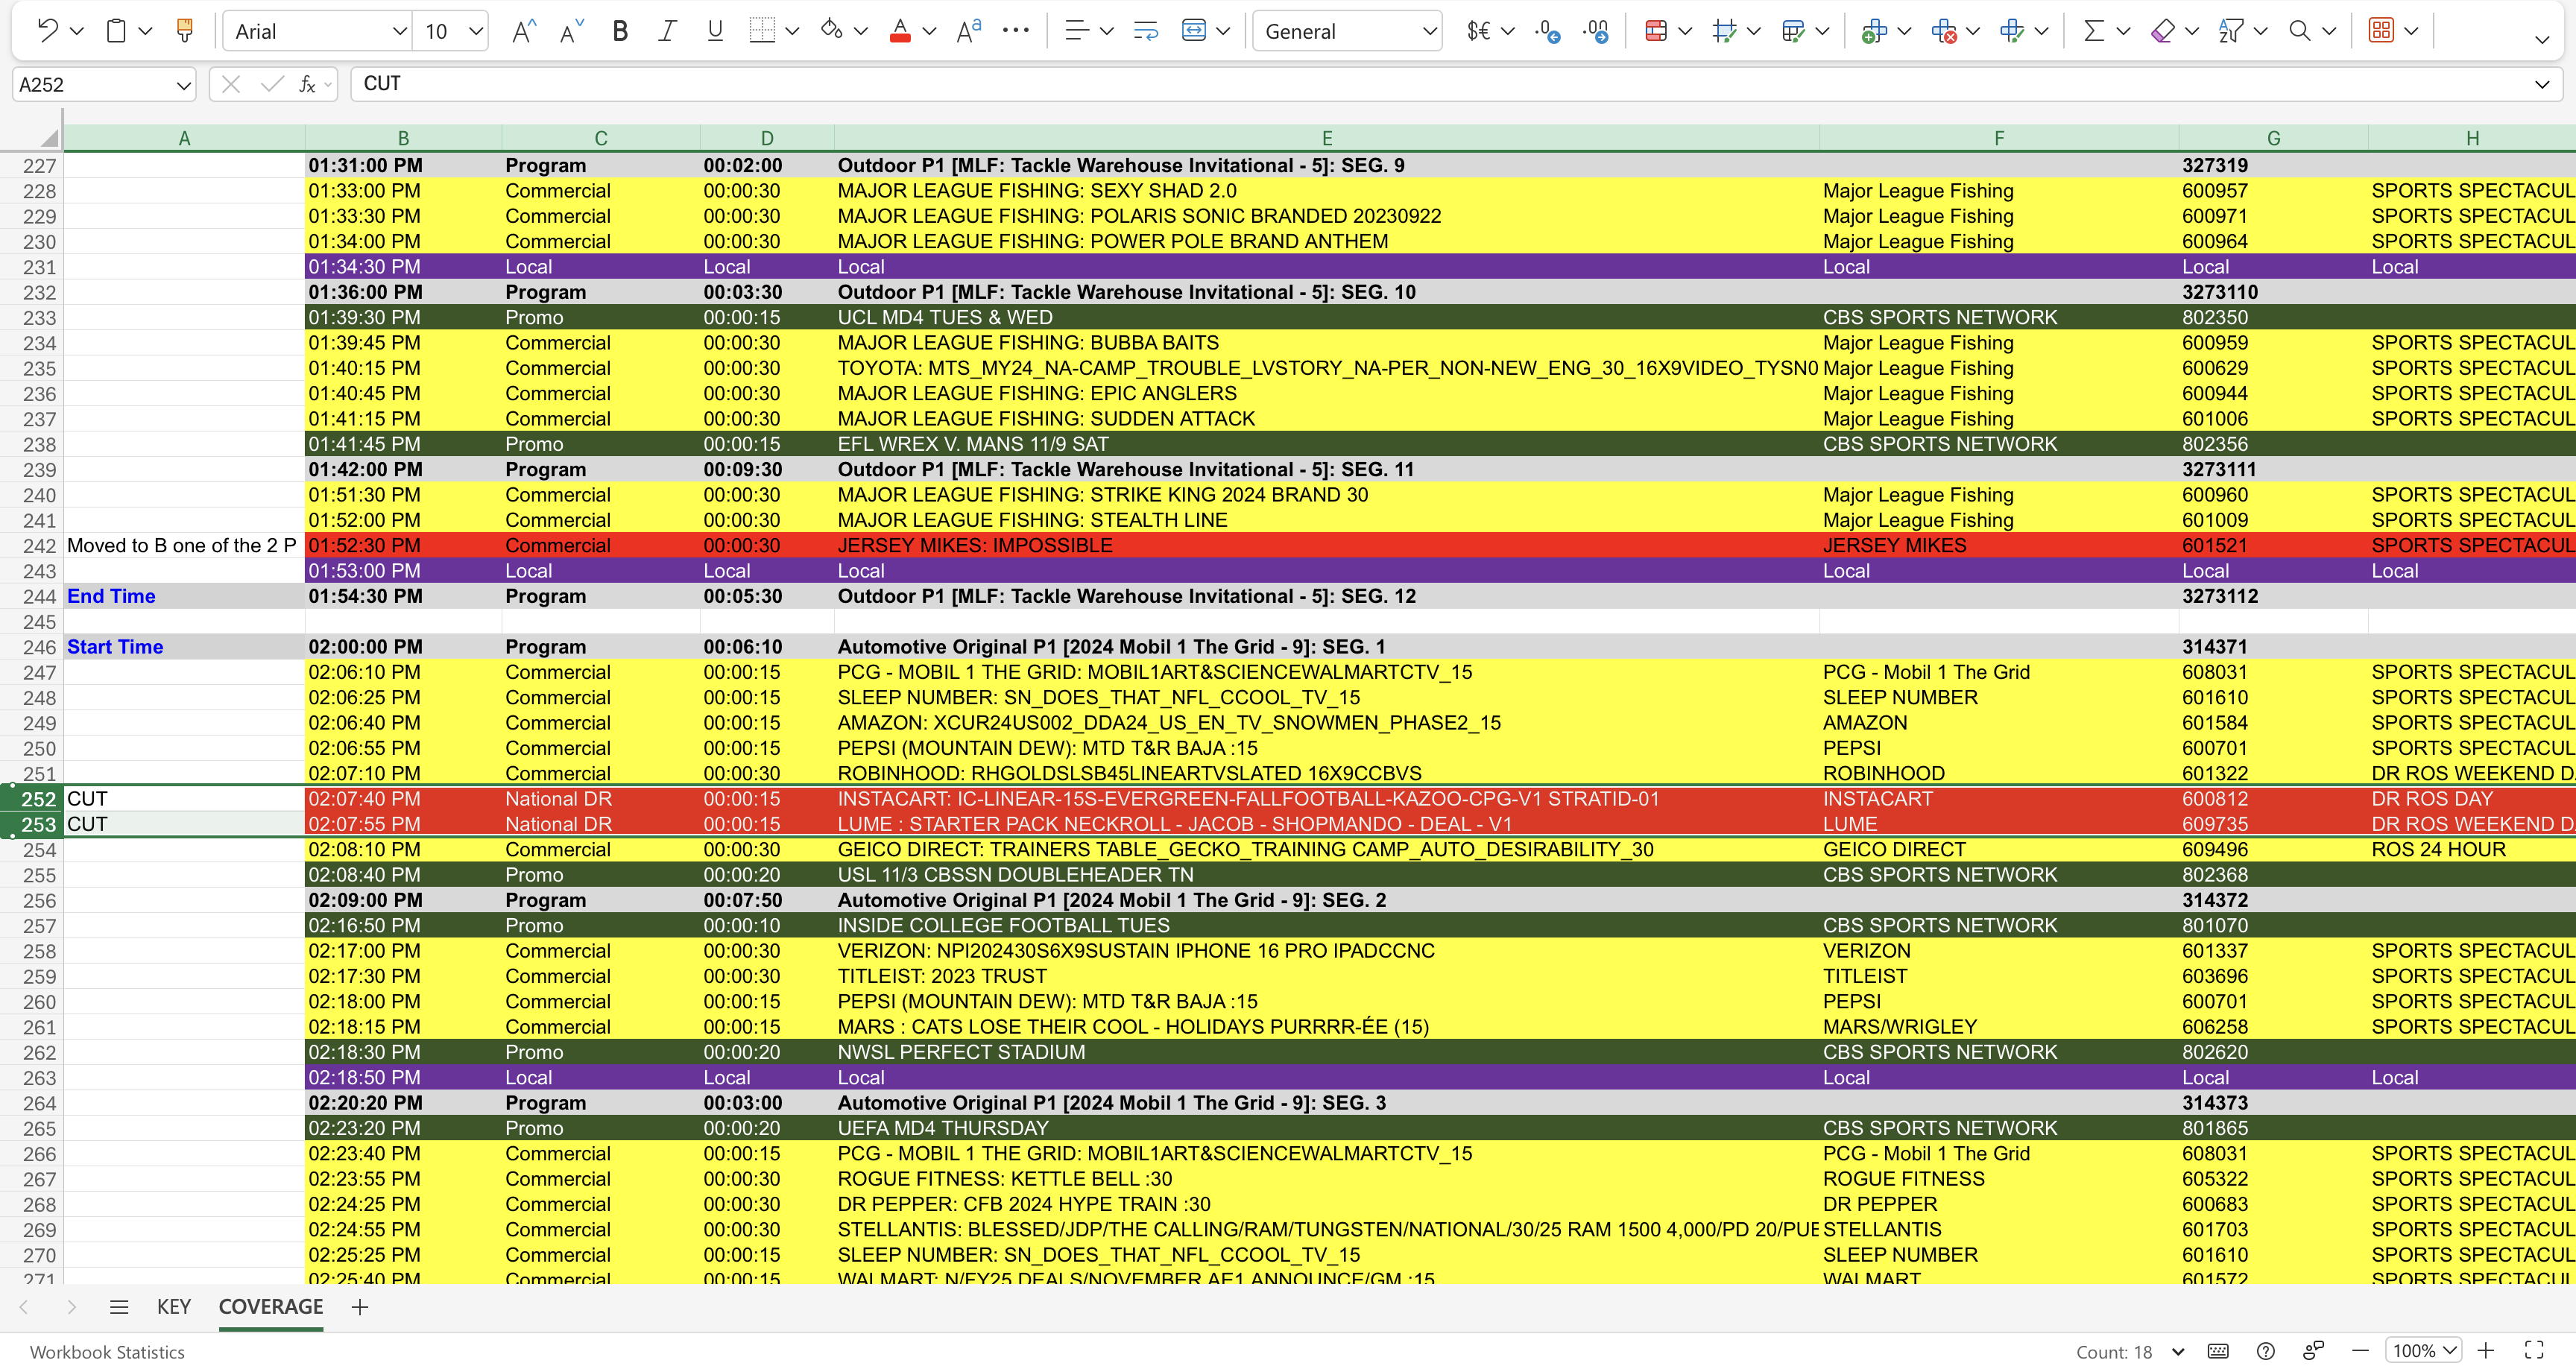 Arial 10 General
A252 CUT
A B C D E F G H
227 01:31:00 PM Program 00:02:00 Outdoor P1 [MLF: Tackle Warehouse Invitational - 5]: SEG. 9 327319
228 01:33:00 PM Commercial 00:00:30 MAJOR LEAGUE FISHING: SEXY SHAD 2.0 Major League Fishing 600957 SPORTS SPECTACUL
229 01:33:30 PM Commercial 00:00:30 MAJOR LEAGUE FISHING: POLARIS SONIC BRANDED 20230922 Major League Fishing 600971 SPORTS SPECTACUL
230 01:34:00 PM Commercial 00:00:30 MAJOR LEAGUE FISHING: POWER POLE BRAND ANTHEM Major League Fishing 600964 SPORTS SPECTACUL
231 01:34:30 PM Local Local Local Local Local Local
232 01:36:00 PM Program 00:03:30 Outdoor P1 [MLF: Tackle Warehouse Invitational - 5]: SEG. 10 3273110
233 01:39:30 PM Promo 00:00:15 UCL MD4 TUES & WED CBS SPORTS NETWORK 802350
234 01:39:45 PM Commercial 00:00:30 MAJOR LEAGUE FISHING: BUBBA BAITS Major League Fishing 600959 SPORTS SPECTACUL
235 01:40:15 PM Commercial 00:00:30 TOYOTA: MTS_MY24_NA-CAMP_TROUBLE_LVSTORY_NA-PER_NON-NEW_ENG_30_16X9VIDEO_TYSN0 Major League Fishing 600629 SPORTS SPECTACUL
236 01:40:45 PM Commercial 00:00:30 MAJOR LEAGUE FISHING: EPIC ANGLERS Major League Fishing 600944 SPORTS SPECTACUL
237 01:41:15 PM Commercial 00:00:30 MAJOR LEAGUE FISHING: SUDDEN ATTACK Major League Fishing 601006 SPORTS SPECTACUL
238 01:41:45 PM Promo 00:00:15 EFL WREX V. MANS 11/9 SAT CBS SPORTS NETWORK 802356
239 01:42:00 PM Program 00:09:30 Outdoor P1 [MLF: Tackle Warehouse Invitational - 5]: SEG. 11 3273111
240 01:51:30 PM Commercial 00:00:30 MAJOR LEAGUE FISHING: STRIKE KING 2024 BRAND 30 Major League Fishing 600960 SPORTS SPECTACUL
241 01:52:00 PM Commercial 00:00:30 MAJOR LEAGUE FISHING: STEALTH LINE Major League Fishing 601009 SPORTS SPECTACUL
242 Moved to B one of the 2 P 01:52:30 PM Commercial 00:00:30 JERSEY MIKES: IMPOSSIBLE JERSEY MIKES 601521 SPORTS SPECTACUL
243 01:53:00 PM Local Local Local Local Local Local
244 End Time 01:54:30 PM Program 00:05:30 Outdoor P1 [MLF: Tackle Warehouse Invitational - 5]: SEG. 12 3273112
245
246 Start Time 02:00:00 PM Program 00:06:10 Automotive Original P1 [2024 Mobil 1 The Grid - 9]: SEG. 1 314371
247 02:06:10 PM Commercial 00:00:15 PCG - MOBIL 1 THE GRID: MOBIL1ART&SCIENCEWALMARTCTV_15 PCG - Mobil 1 The Grid 608031 SPORTS SPECTACUL
248 02:06:25 PM Commercial 00:00:15 SLEEP NUMBER: SN_DOES_THAT_NFL_CCOOL_TV_15 SLEEP NUMBER 601610 SPORTS SPECTACUL
249 02:06:40 PM Commercial 00:00:15 AMAZON: XCUR24US002_DDA24_US_EN_TV_SNOWMEN_PHASE2_15 AMAZON 601584 SPORTS SPECTACUL
250 02:06:55 PM Commercial 00:00:15 PEPSI (MOUNTAIN DEW): MTD T&R BAJA :15 PEPSI 600701 SPORTS SPECTACUL
251 02:07:10 PM Commercial 00:00:30 ROBINHOOD: RHGOLDSLSB45LINEARTVSLATED 16X9CCBVS ROBINHOOD 601322 DR ROS WEEKEND D
252 CUT 02:07:40 PM National DR 00:00:15 INSTACART: IC-LINEAR-15S-EVERGREEN-FALLFOOTBALL-KAZOO-CPG-V1 STRATID-01 INSTACART 600812 DR ROS DAY
253 CUT 02:07:55 PM National DR 00:00:15 LUME : STARTER PACK NECKROLL - JACOB - SHOPMANDO - DEAL - V1 LUME 609735 DR ROS WEEKEND D
254 02:08:10 PM Commercial 00:00:30 GEICO DIRECT: TRAINERS TABLE_GECKO_TRAINING CAMP_AUTO_DESIRABILITY_30 GEICO DIRECT 609496 ROS 24 HOUR
255 02:08:40 PM Promo 00:00:20 USL 11/3 CBSSN DOUBLEHEADER TN CBS SPORTS NETWORK 802368
256 02:09:00 PM Program 00:07:50 Automotive Original P1 [2024 Mobil 1 The Grid - 9]: SEG. 2 314372
257 02:16:50 PM Promo 00:00:10 INSIDE COLLEGE FOOTBALL TUES CBS SPORTS NETWORK 801070
258 02:17:00 PM Commercial 00:00:30 VERIZON: NPI202430S6X9SUSTAIN IPHONE 16 PRO IPADCCNC VERIZON 601337 SPORTS SPECTACUL
259 02:17:30 PM Commercial 00:00:30 TITLEIST: 2023 TRUST TITLEIST 603696 SPORTS SPECTACUL
260 02:18:00 PM Commercial 00:00:15 PEPSI (MOUNTAIN DEW): MTD T&R BAJA :15 PEPSI 600701 SPORTS SPECTACUL
261 02:18:15 PM Commercial 00:00:15 MARS : CATS LOSE THEIR COOL - HOLIDAYS PURRRR-ÉE (15) MARS/WRIGLEY 606258 SPORTS SPECTACUL
262 02:18:30 PM Promo 00:00:20 NWSL PERFECT STADIUM CBS SPORTS NETWORK 802620
263 02:18:50 PM Local Local Local Local Local Local
264 02:20:20 PM Program 00:03:00 Automotive Original P1 [2024 Mobil 1 The Grid - 9]: SEG. 3 314373
265 02:23:20 PM Promo 00:00:20 UEFA MD4 THURSDAY CBS SPORTS NETWORK 801865
266 02:23:40 PM Commercial 00:00:15 PCG - MOBIL 1 THE GRID: MOBIL1ART&SCIENCEWALMARTCTV_15 PCG - Mobil 1 The Grid 608031 SPORTS SPECTACUL
267 02:23:55 PM Commercial 00:00:30 ROGUE FITNESS: KETTLE BELL :30 ROGUE FITNESS 605322 SPORTS SPECTACUL
268 02:24:25 PM Commercial 00:00:30 DR PEPPER: CFB 2024 HYPE TRAIN :30 DR PEPPER 600683 SPORTS SPECTACUL
269 02:24:55 PM Commercial 00:00:30 STELLANTIS: BLESSED/JDP/THE CALLING/RAM/TUNGSTEN/NATIONAL/30/25 RAM 1500 4,000/PD 20/PUE STELLANTIS 601703 SPORTS SPECTACUL
270 02:25:25 PM Commercial 00:00:15 SLEEP NUMBER: SN_DOES_THAT_NFL_CCOOL_TV_15 SLEEP NUMBER 601610 SPORTS SPECTACUL
271 02:25:40 PM Commercial 00:00:15 WALMART: N/FY25 DEALS/NOVEMBER AE1 ANNOUNCE/GM :15 WALMART 601572 SPORTS SPECTACUL
KEY COVERAGE
Workbook Statistics Count: 18 100%